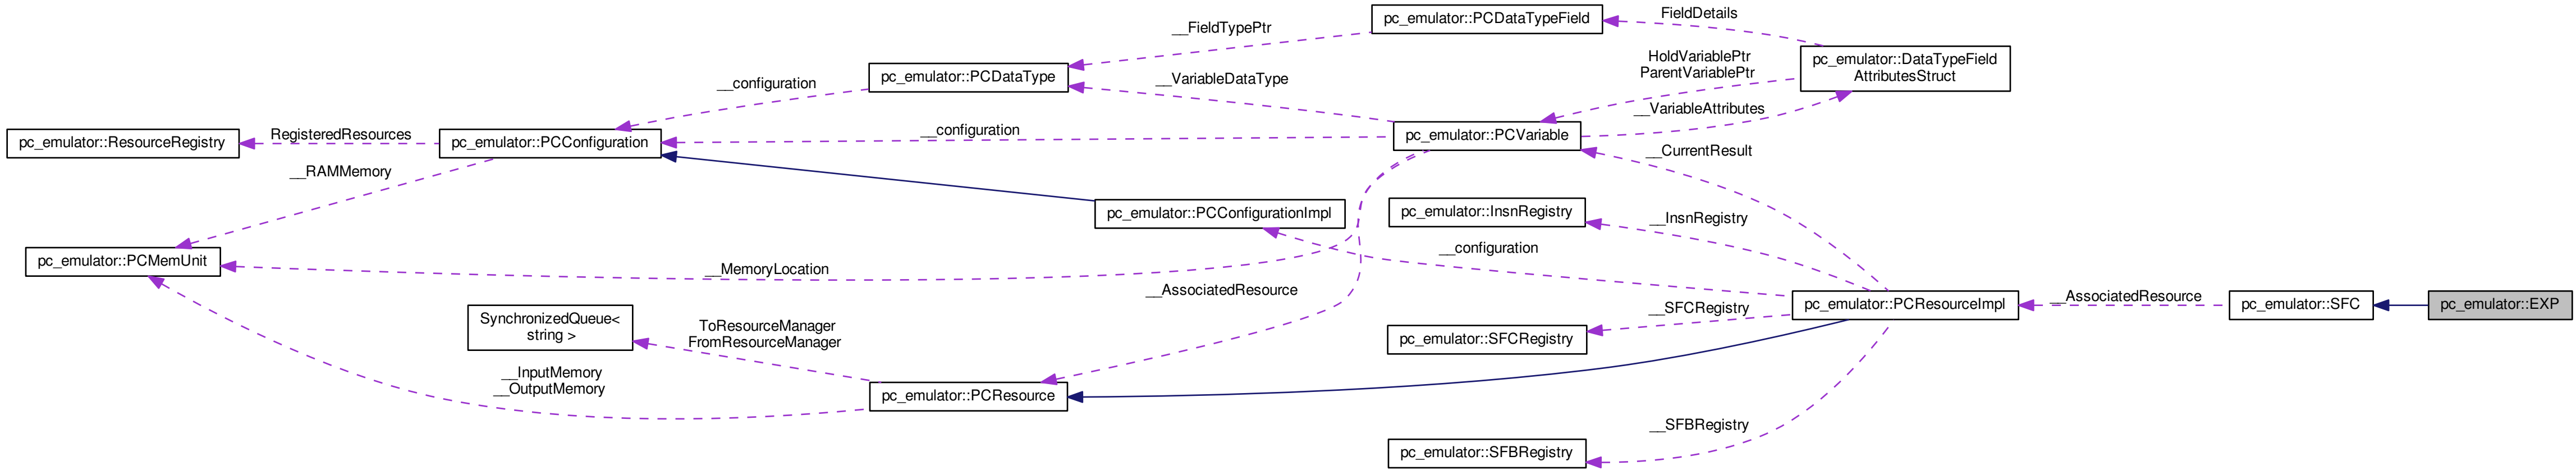 pc_emulator::PCDataTypeField
FieldDetails
__FieldTypePtr
pc_emulator::DataTypeField
AttributesStruct
HoldVariablePtr
ParentVariablePtr
pc_emulator::PCDataType
__VariableDataType
__configuration
__VariableAttributes
pc_emulator::ResourceRegistry
RegisteredResources
pc_emulator::PCConfiguration
__configuration
pc_emulator::PCVariable
__CurrentResult
__RAMMemory
pc_emulator::PCConfigurationImpl
pc_emulator::InsnRegistry
__InsnRegistry
__configuration
pc_emulator::PCMemUnit
__MemoryLocation
__AssociatedResource
pc_emulator::PCResourceImpl
__AssociatedResource
pc_emulator::SFC
pc_emulator::EXP
SynchronizedQueue<
string >
ToResourceManager
FromResourceManager
__SFCRegistry
pc_emulator::SFCRegistry
__InputMemory
__OutputMemory
pc_emulator::PCResource
__SFBRegistry
pc_emulator::SFBRegistry